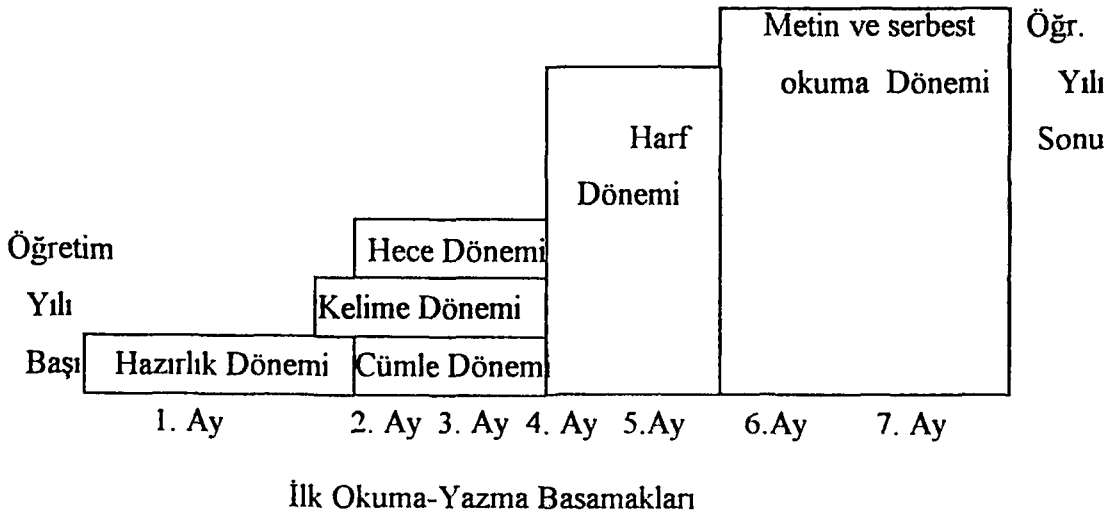 Metin ve serbest
okuma Dönemi
Öğr.
Yılı
Sonu
Harf
Dönemi
Öğretim
Yılı
Başı
Hece Dönemi
Kelime Dönemi
Hazırlık Dönemi
Cümle Dönemi
1. Ay 2. Ay 3. Ay 4. Ay 5.Ay 6.Ay 7. Ay
İlk Okuma-Yazma Basamakları